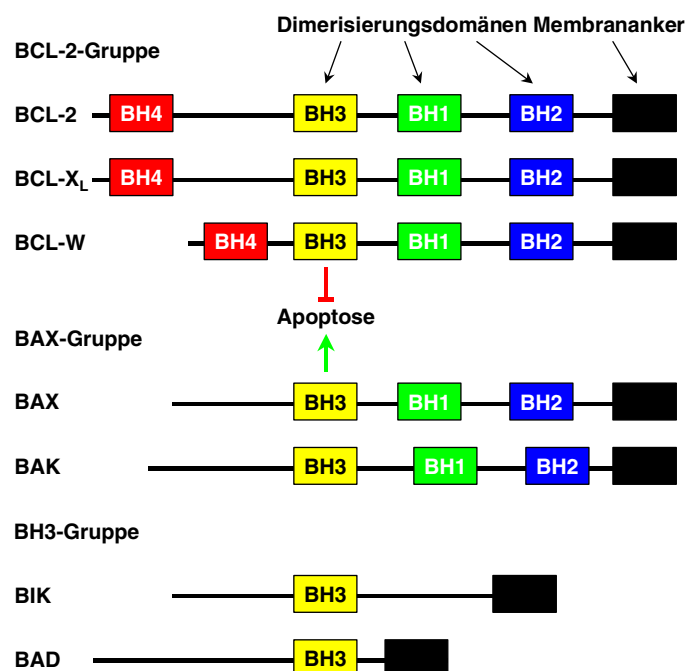 Dimerisierungsdomänen Membrananker
BCL-2-Gruppe
BCL-2 BH4 BH3 BH1 BH2
BCL-XL BH4 BH3 BH1 BH2
BCL-W BH4 BH3 BH1 BH2
Apoptose
BAX-Gruppe
BAX BH3 BH1 BH2
BAK BH3 BH1 BH2
BH3-Gruppe
BIK BH3
BAD BH3